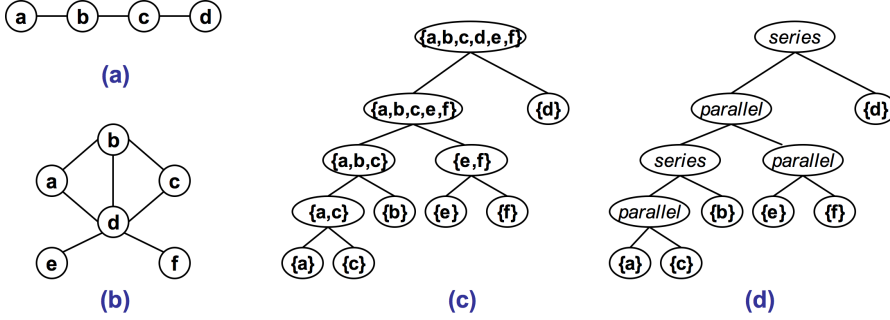 a b c d
(a)
b
a c
d
e f
(b)
{a,b,c,d,e,f}
{a,b,c,e,f} {d}
{a,b,c} {e,f}
{a,c} {b} {e} {f}
{a} {c}
(c)
series
parallel {d}
series parallel
parallel {b} {e} {f}
{a} {c}
(d)